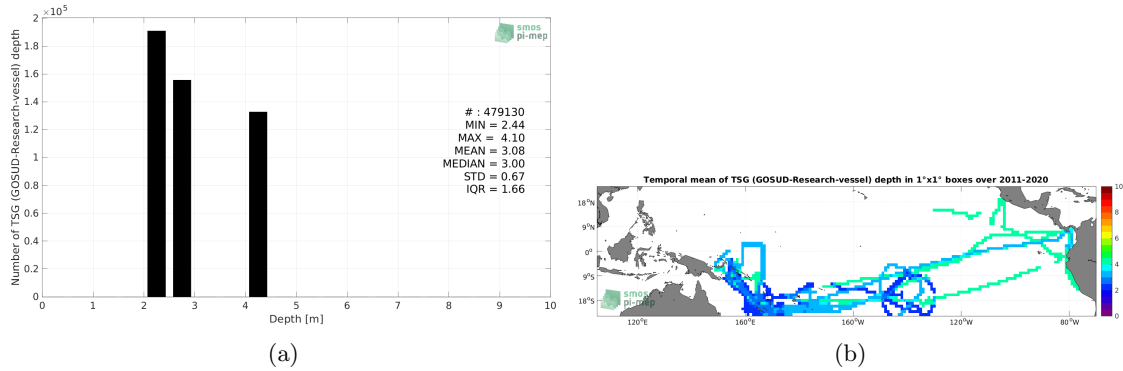 2 ×10⁵
1.8
1.6
1.4
1.2
1
0.8
0.6
0.4
0.2
0
Number of TSG (GOSUD-Research-vessel) depth
smos
pi-mep
# : 479130
MIN = 2.44
MAX = 4.10
MEAN = 3.08
MEDIAN = 3.00
STD = 0.67
IQR = 1.66
0 1 2 3 4 5 6 7 8 9 10
Depth [m]
(a)
Temporal mean of TSG (GOSUD-Research-vessel) depth in 1°x1° boxes over 2011-2020
18°N
9°N
0°
9°S
18°S
smos
pi-mep
120°E 160°E 160°W 120°W 80°W
10
8
6
4
2
0
(b)